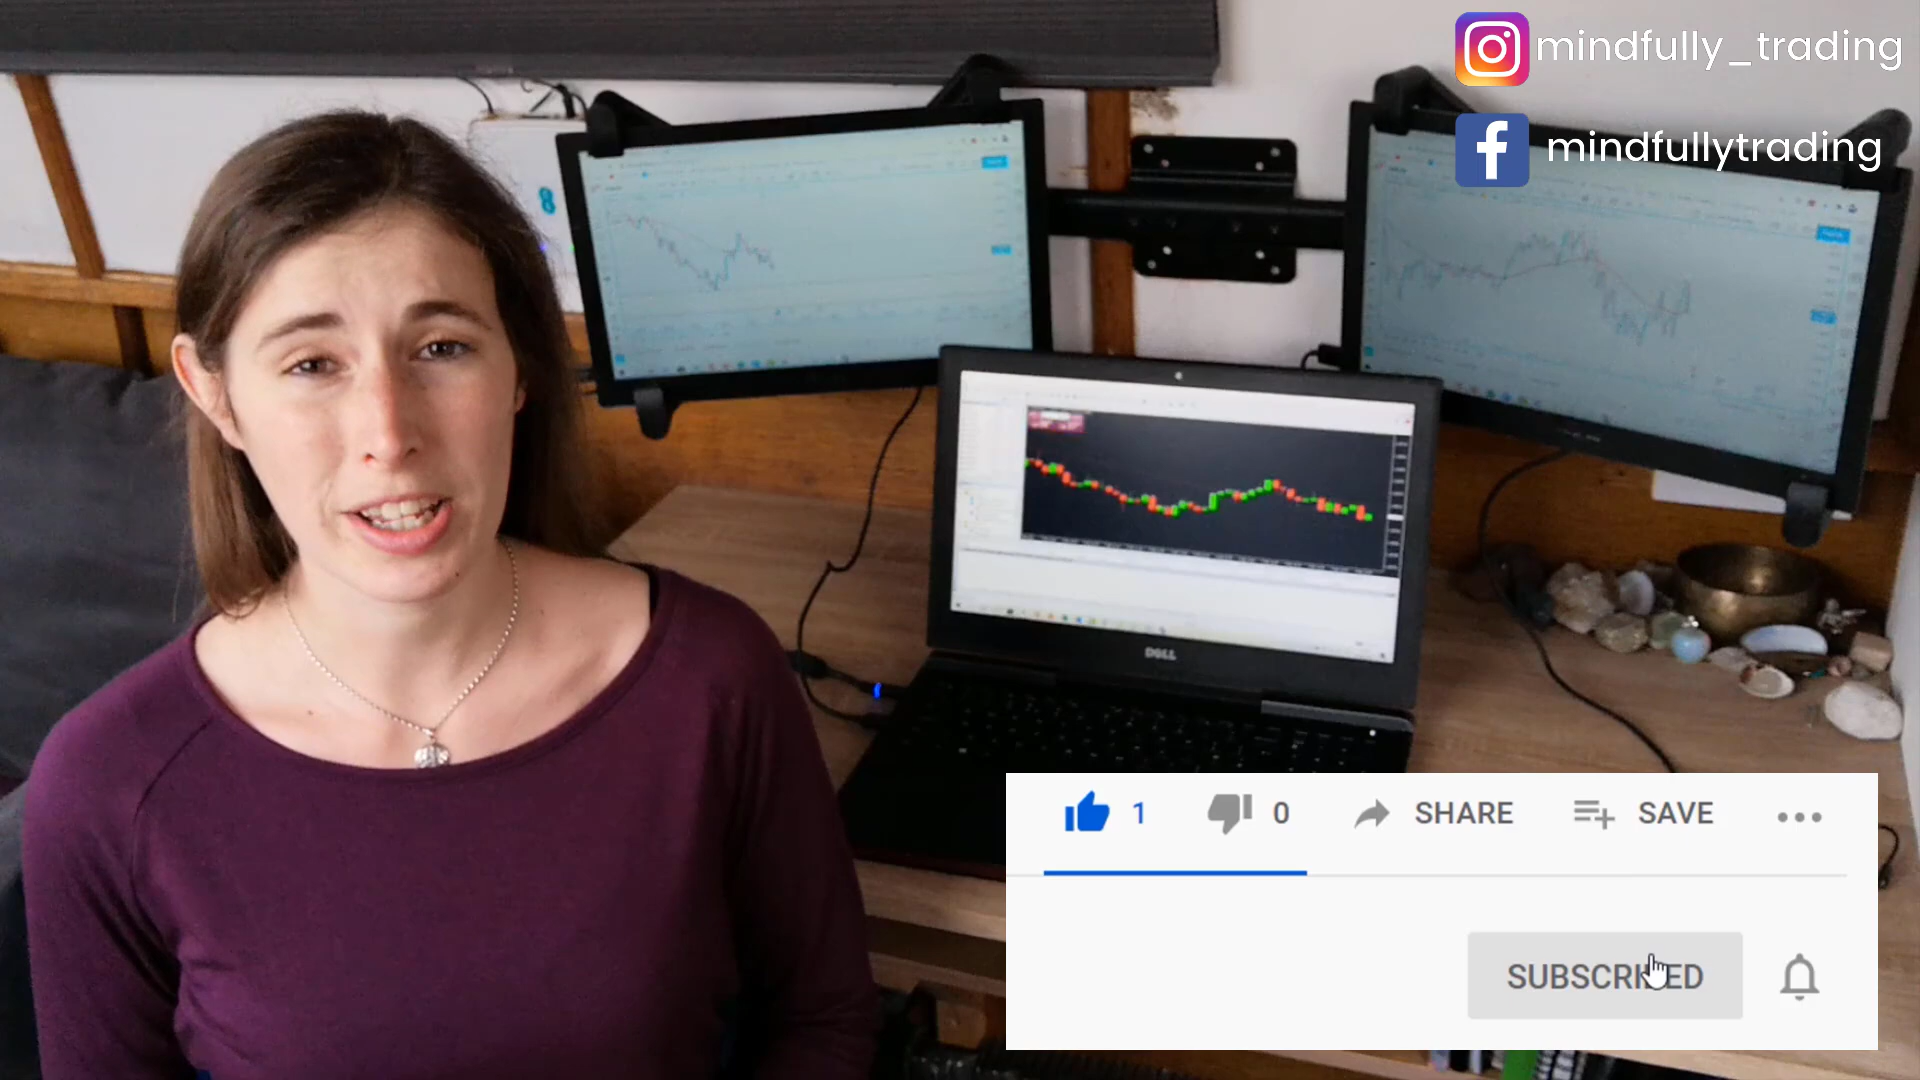 mindfully_trading
mindfullytrading
DELL
1 0 SHARE SAVE
SUBSCRIBED